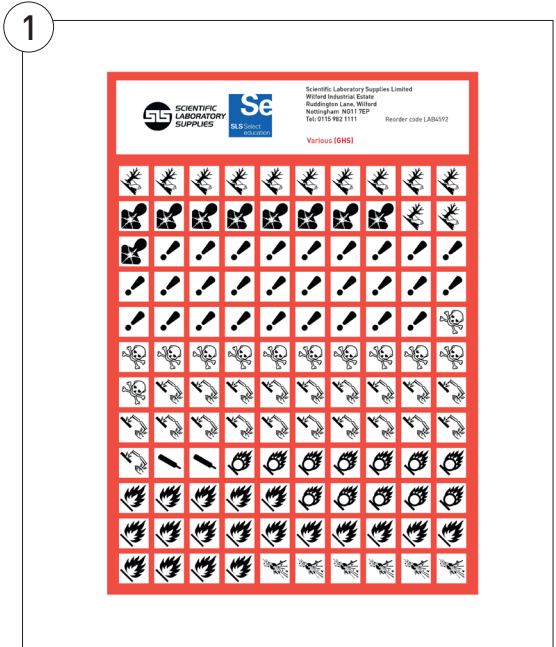 1
SLS
SCIENTIFIC
LABORATORY
SUPPLIES
Se
SLS Select
education
Scientific Laboratory Supplies Limited
Wilford Industrial Estate
Ruddington Lane, Wilford
Nottingham NG11 7EP
Tel: 0115 982 1111 Reorder code LAB4592
Various (GHS)